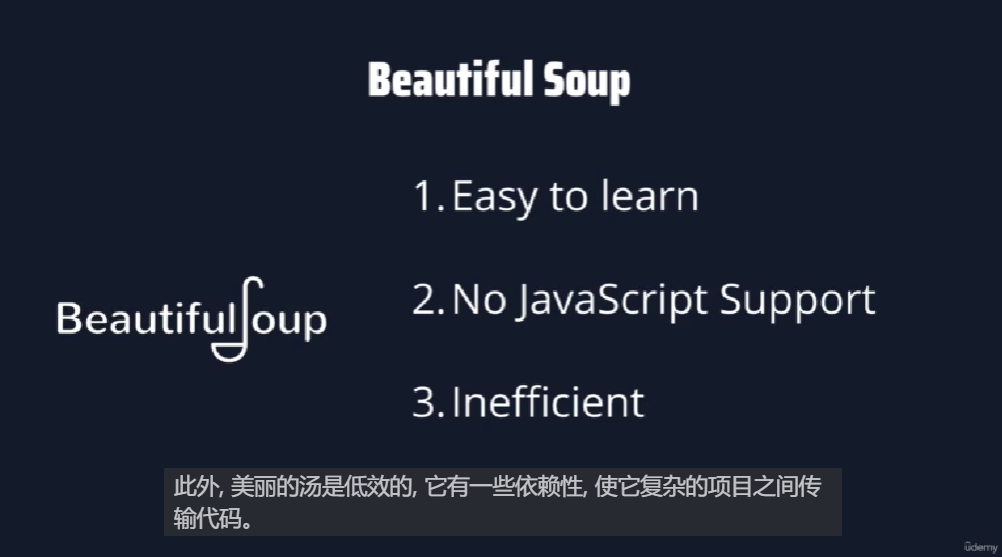 Beautiful Soup
1. Easy to learn
2. No JavaScript Support
BeautifulSoup
3. Inefficient
此外, 美丽的汤是低效的, 它有一些依赖性, 使它复杂的项目之间传
输代码。
ûdemy